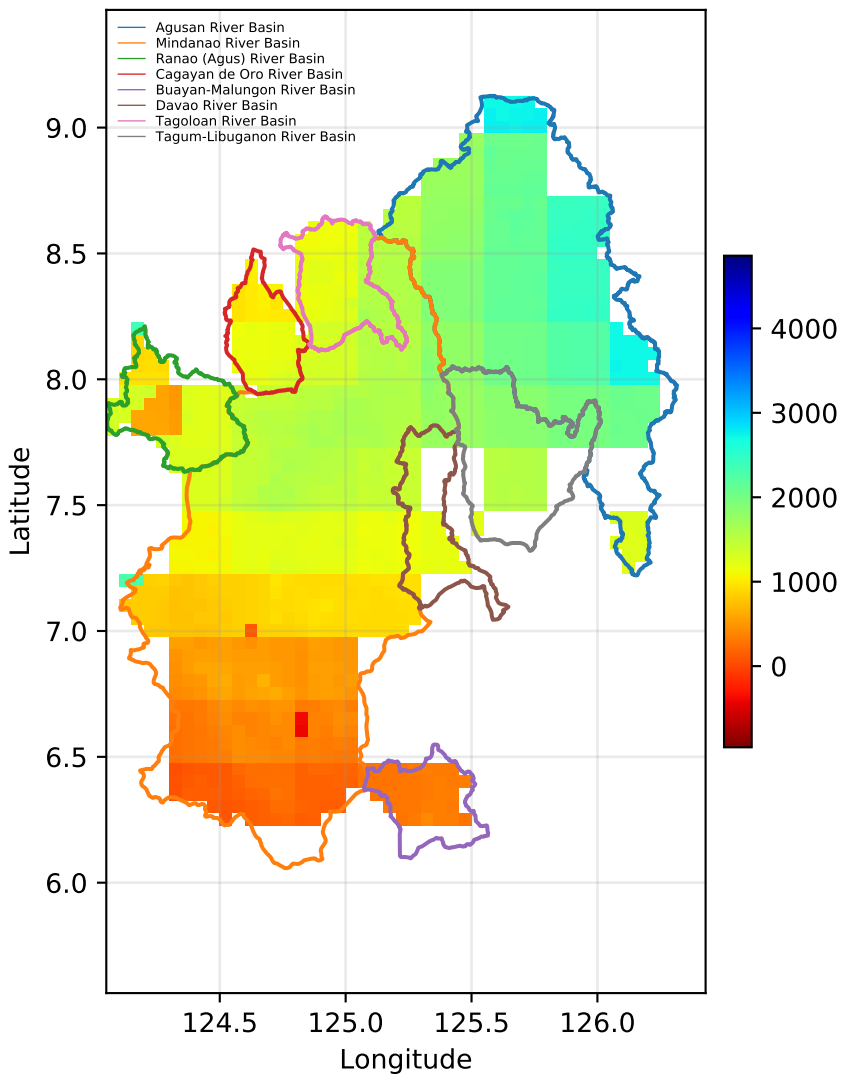 Agusan River Basin
Mindanao River Basin
Ranao (Agus) River Basin
Cagayan de Oro River Basin
Buayan-Malungon River Basin
Davao River Basin
Tagoloan River Basin
Tagum-Libuganon River Basin
9.0
8.5
8.0
7.5
7.0
6.5
6.0
Latitude
124.5 125.0 125.5 126.0
Longitude
4000
3000
2000
1000
0